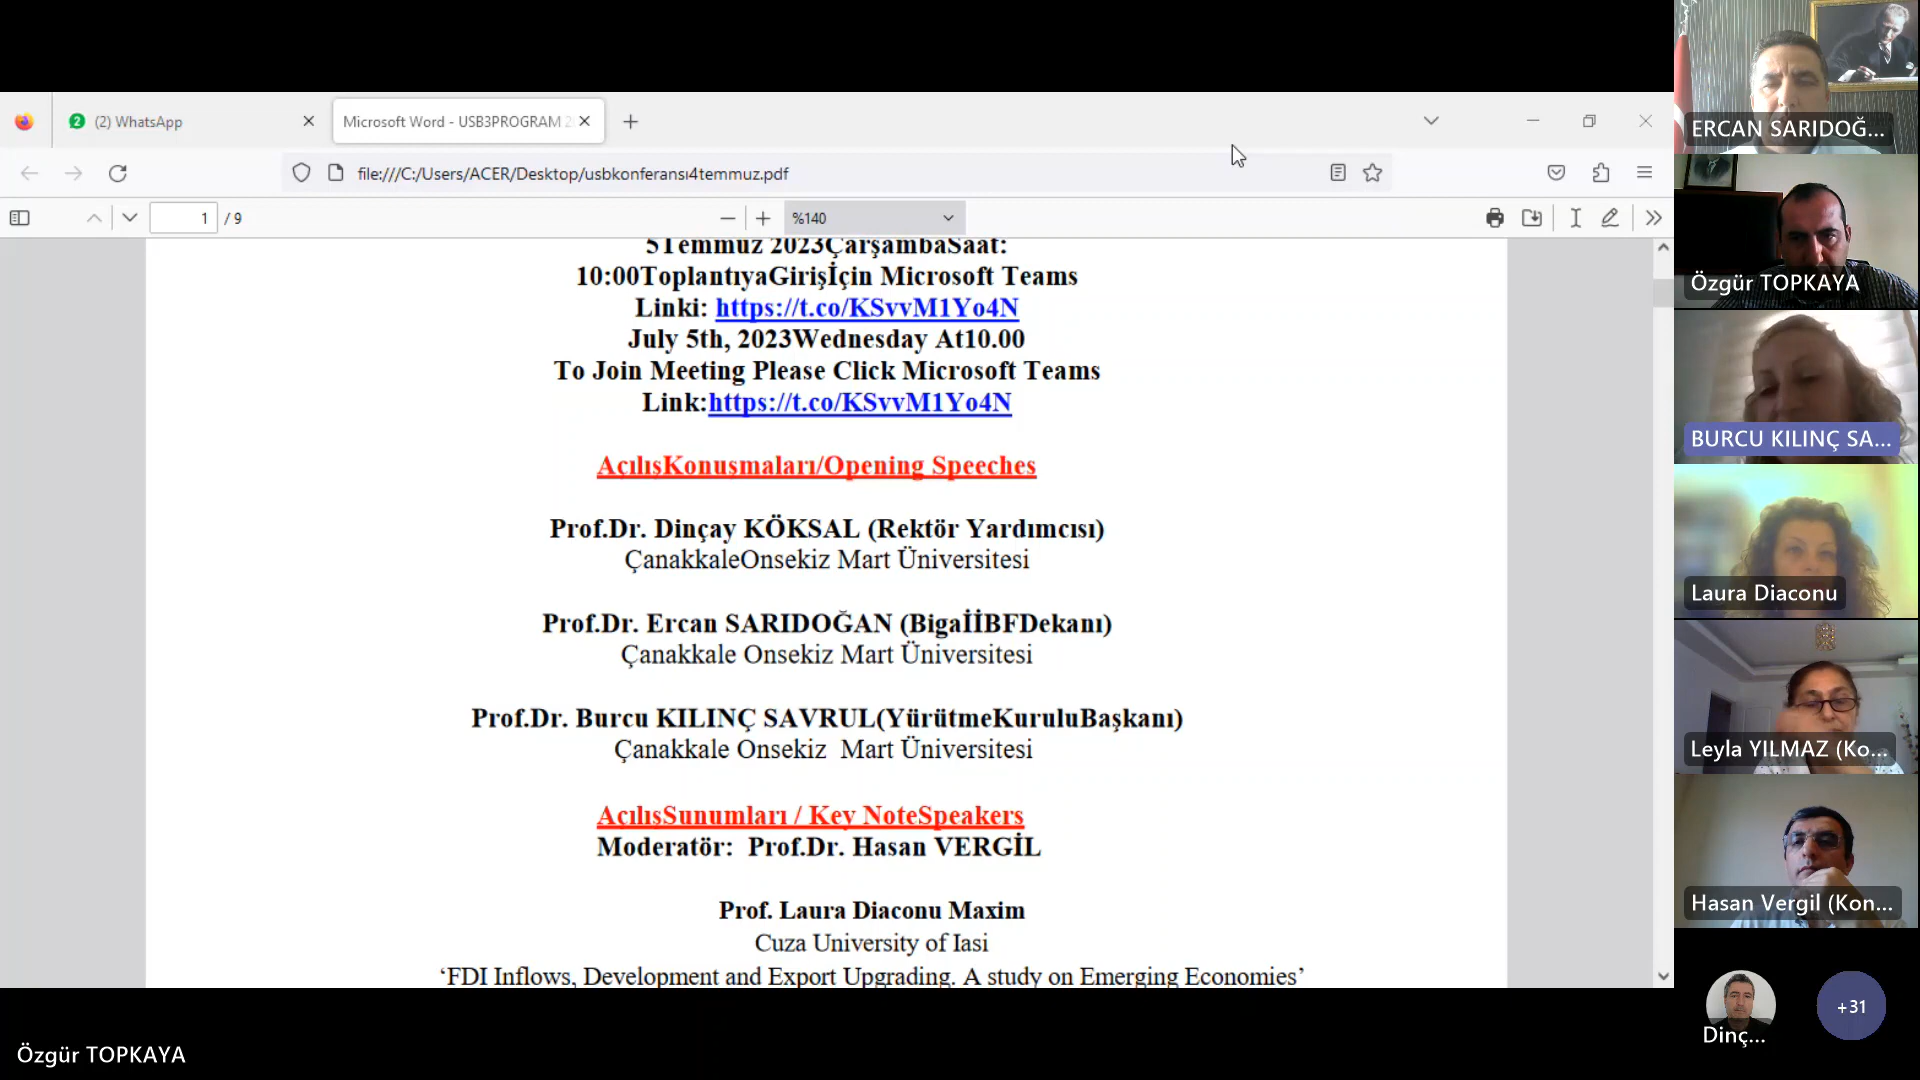 (2) WhatsApp
Microsoft Word - USB3PROGRAM 2
file:///C:/Users/ACER/Desktop/usbkonferansı4temmuz.pdf
1 / 9
%140
5Temmuz 2023ÇarşambaSaat:
10:00ToplantıyaGirişİçin Microsoft Teams
Linki: https://t.co/KSvvM1Yo4N
July 5th, 2023Wednesday At10.00
To Join Meeting Please Click Microsoft Teams
Link:https://t.co/KSvvM1Yo4N
AçılışKonuşmaları/Opening Speeches
Prof.Dr. Dinçay KÖKSAL (Rektör Yardımcısı)
ÇanakkaleOnsekiz Mart Üniversitesi
Prof.Dr. Ercan SARIDOĞAN (BigaİİBFDekanı)
Çanakkale Onsekiz Mart Üniversitesi
Prof.Dr. Burcu KILINÇ SAVRUL(YürütmeKuruluBaşkanı)
Çanakkale Onsekiz  Mart Üniversitesi
AçılışSunumları / Key NoteSpeakers
Moderatör:  Prof.Dr. Hasan VERGİL
Prof. Laura Diaconu Maxim
Cuza University of Iasi
‘FDI Inflows, Development and Export Upgrading. A study on Emerging Economies’
Özgür TOPKAYA
ERCAN SARIDOĞ...
Özgür TOPKAYA
BURCU KILINÇ SA...
Laura Diaconu
Leyla YILMAZ (Ko...
Hasan Vergil (Kon...
Dinç...
+31